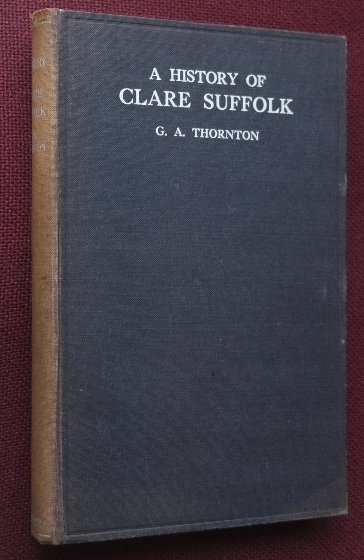 A HISTORY OF
CLARE SUFFOLK
G. A. THORNTON